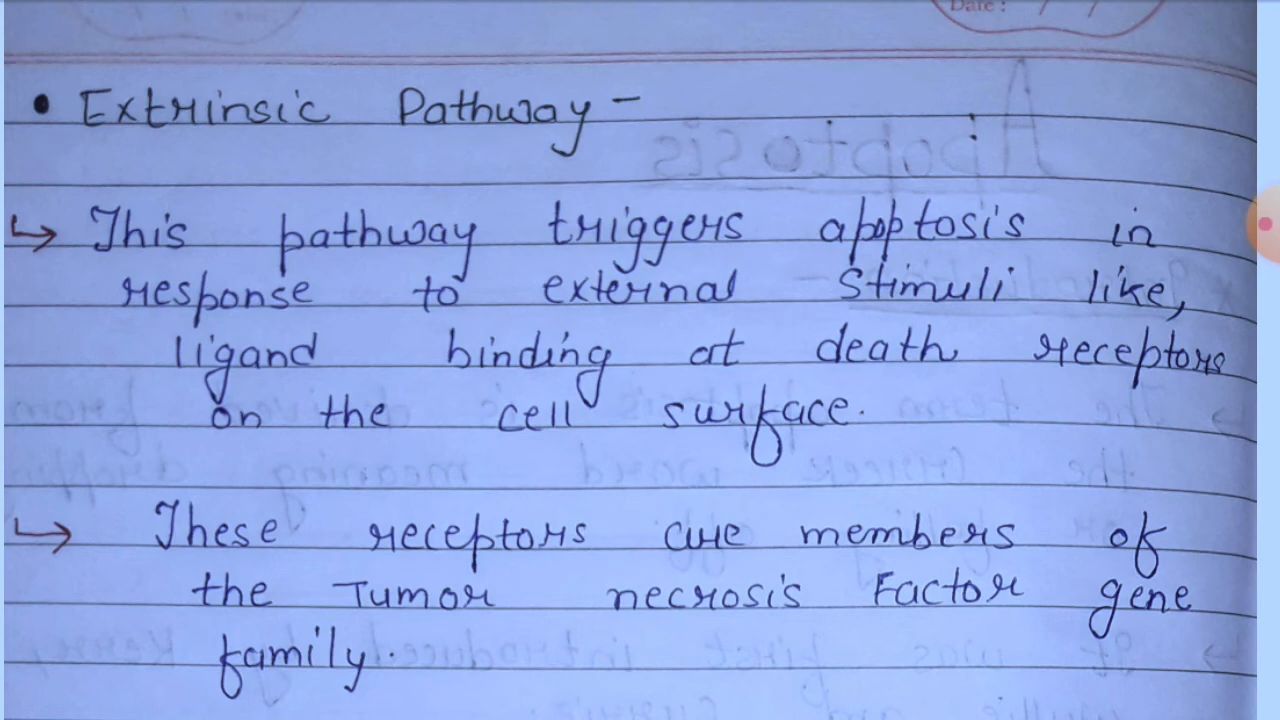 Date :
• Extrinsic Pathway -
↳ This pathway triggers apoptosis in
response to external stimuli like,
ligand binding at death receptors
on the cell surface.
↳ These receptors are members of
the Tumor necrosis Factor gene
family.